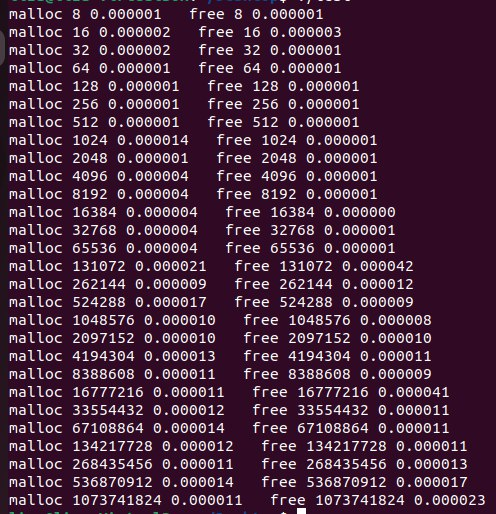 malloc 8 0.000001   free 8 0.000001
malloc 16 0.000002   free 16 0.000003
malloc 32 0.000002   free 32 0.000001
malloc 64 0.000001   free 64 0.000001
malloc 128 0.000001   free 128 0.000001
malloc 256 0.000001   free 256 0.000001
malloc 512 0.000001   free 512 0.000001
malloc 1024 0.000014   free 1024 0.000001
malloc 2048 0.000001   free 2048 0.000001
malloc 4096 0.000004   free 4096 0.000001
malloc 8192 0.000004   free 8192 0.000001
malloc 16384 0.000004   free 16384 0.000000
malloc 32768 0.000004   free 32768 0.000001
malloc 65536 0.000004   free 65536 0.000001
malloc 131072 0.000021   free 131072 0.000042
malloc 262144 0.000009   free 262144 0.000012
malloc 524288 0.000017   free 524288 0.000009
malloc 1048576 0.000010   free 1048576 0.000008
malloc 2097152 0.000010   free 2097152 0.000010
malloc 4194304 0.000013   free 4194304 0.000011
malloc 8388608 0.000011   free 8388608 0.000009
malloc 16777216 0.000011   free 16777216 0.000041
malloc 33554432 0.000012   free 33554432 0.000011
malloc 67108864 0.000014   free 67108864 0.000011
malloc 134217728 0.000012   free 134217728 0.000011
malloc 268435456 0.000011   free 268435456 0.000013
malloc 536870912 0.000014   free 536870912 0.000017
malloc 1073741824 0.000011   free 1073741824 0.000023